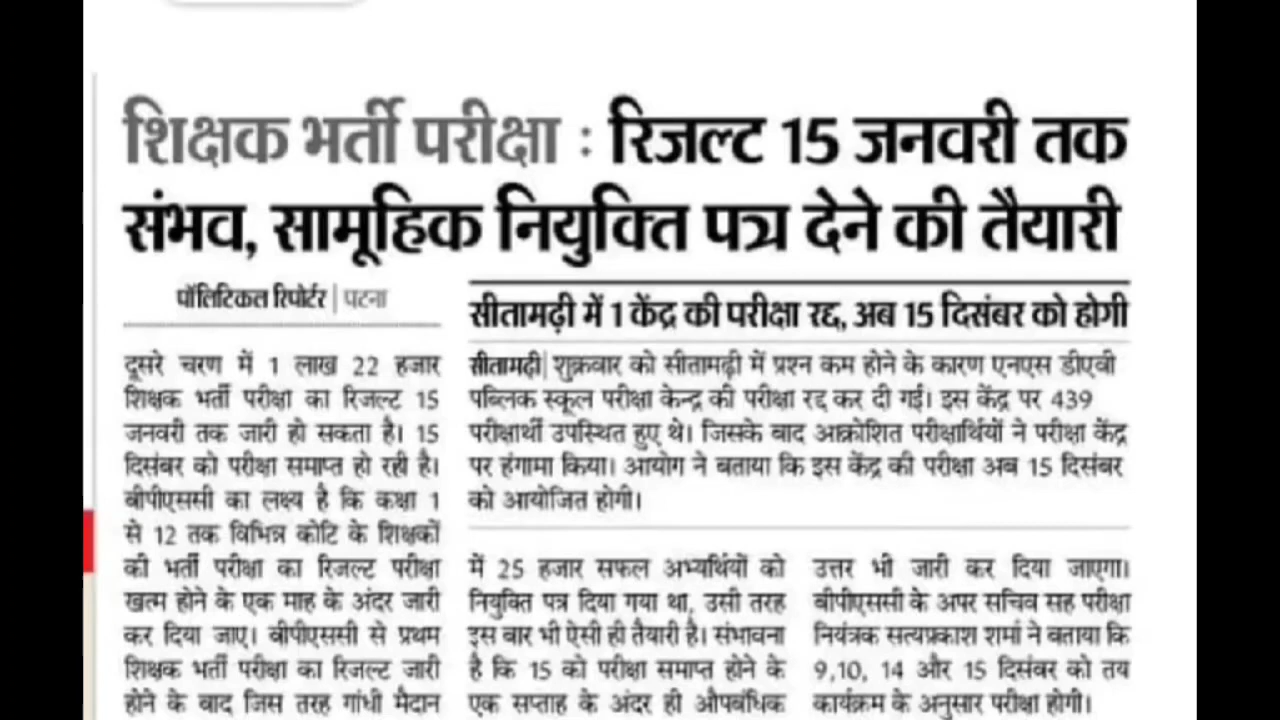 शिक्षक भर्ती परीक्षा : रिजल्ट 15 जनवरी तक
संभव, सामूहिक नियुक्ति पत्र देने की तैयारी
पॉलिटिकल रिपोर्टर | पटना
दूसरे चरण में 1 लाख 22 हजार
शिक्षक भर्ती परीक्षा का रिजल्ट 15
जनवरी तक जारी हो सकता है। 15
दिसंबर को परीक्षा समाप्त हो रही है।
बीपीएससी का लक्ष्य है कि कक्षा 1
से 12 तक विभिन्न कोटि के शिक्षकों
की भर्ती परीक्षा का रिजल्ट परीक्षा
खत्म होने के एक माह के अंदर जारी
कर दिया जाए। बीपीएससी से प्रथम
शिक्षक भर्ती परीक्षा का रिजल्ट जारी
होने के बाद जिस तरह गांधी मैदान
सीतामढ़ी में 1 केंद्र की परीक्षा रद्द, अब 15 दिसंबर को होगी
सीतामढ़ी| शुक्रवार को सीतामढ़ी में प्रश्न कम होने के कारण एनएस डीएवी
पब्लिक स्कूल परीक्षा केन्द्र की परीक्षा रद्द कर दी गई। इस केंद्र पर 439
परीक्षार्थी उपस्थित हुए थे। जिसके बाद आक्रोशित परीक्षार्थियों ने परीक्षा केंद्र
पर हंगामा किया। आयोग ने बताया कि इस केंद्र की परीक्षा अब 15 दिसंबर
को आयोजित होगी।
में 25 हजार सफल अभ्यर्थियों को
नियुक्ति पत्र दिया गया था, उसी तरह
इस बार भी ऐसी ही तैयारी है। संभावना
है कि 15 को परीक्षा समाप्त होने के
एक सप्ताह के अंदर ही औपबंधिक
उत्तर भी जारी कर दिया जाएगा।
बीपीएससी के अपर सचिव सह परीक्षा
नियंत्रक सत्यप्रकाश शर्मा ने बताया कि
9,10, 14 और 15 दिसंबर को तय
कार्यक्रम के अनुसार परीक्षा होगी।